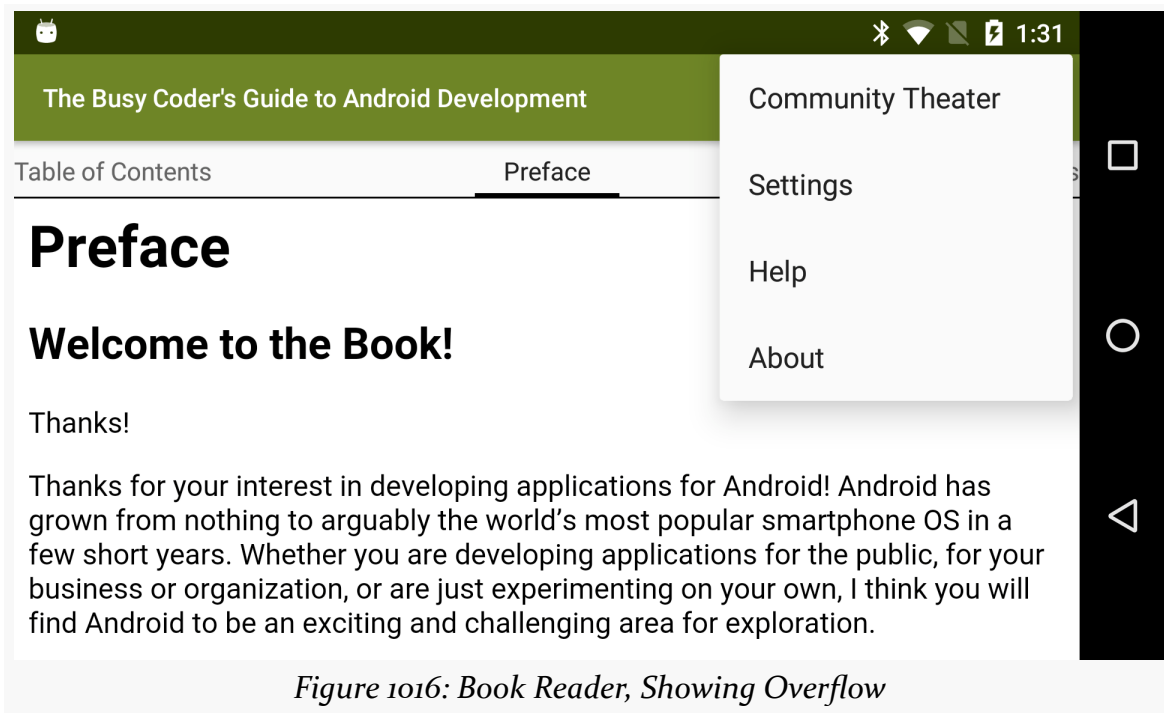 1:31
The Busy Coder's Guide to Android Development
Community Theater
Settings
Help
About
Table of Contents
Preface
s
Preface
Welcome to the Book!
Thanks!
Thanks for your interest in developing applications for Android! Android has
grown from nothing to arguably the world’s most popular smartphone OS in a
few short years. Whether you are developing applications for the public, for your
business or organization, or are just experimenting on your own, I think you will
find Android to be an exciting and challenging area for exploration.
Figure 1016: Book Reader, Showing Overflow